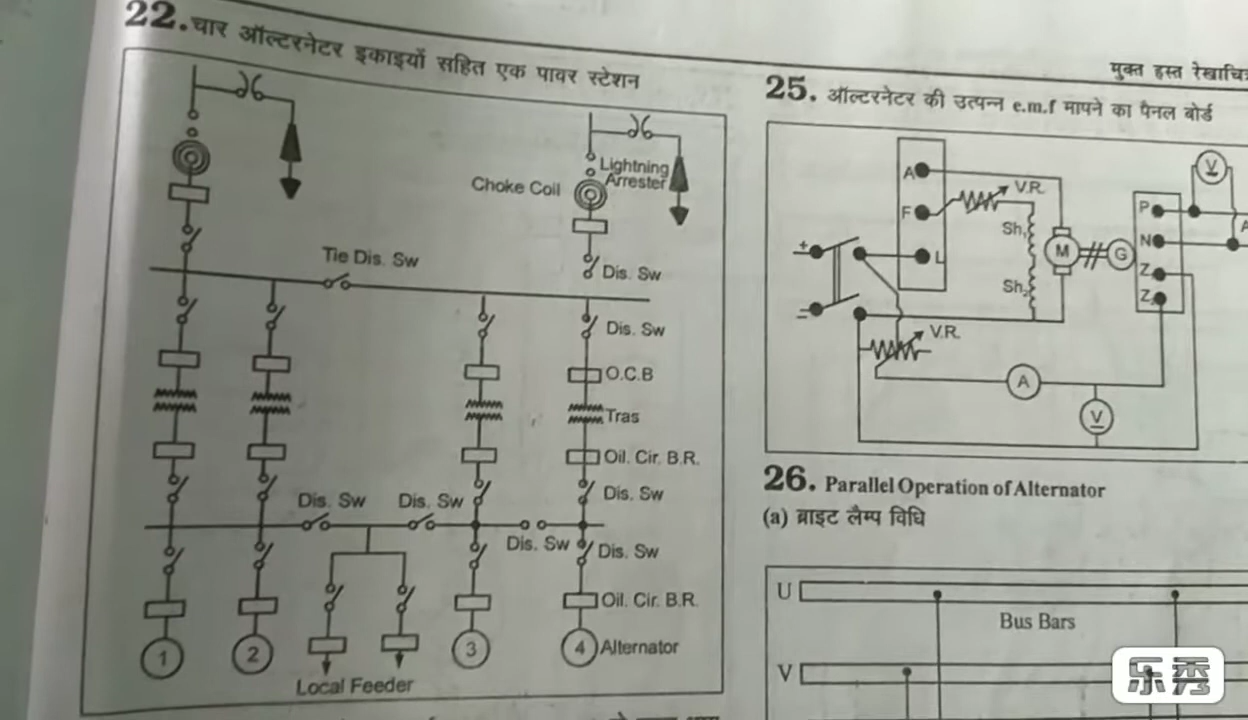 22. चार ऑल्टरनेटर इकाइयों सहित एक पावर स्टेशन
Choke Coil
Lightning
Arrester
Dis. Sw
Tie Dis. Sw
Dis. Sw
O.C.B
Tras
Oil. Cir. B.R.
Dis. Sw
Dis. Sw
Dis. Sw
Dis. Sw
Dis. Sw
Oil. Cir. B.R.
1
2
3
4
Alternator
Local Feeder
मुक्त हस्त
25. ऑल्टरनेटर की उत्पन्न e.m.f मापने का पैनल बोर्ड
A
F
L
V.R.
Sh1
Sh2
+
–
M
G
P
N
Z
Z
V
A
V.R.
A
V
26. Parallel Operation of Alternator
(a) ब्राइट लैम्प विधि
U
Bus Bars
V
乐秀